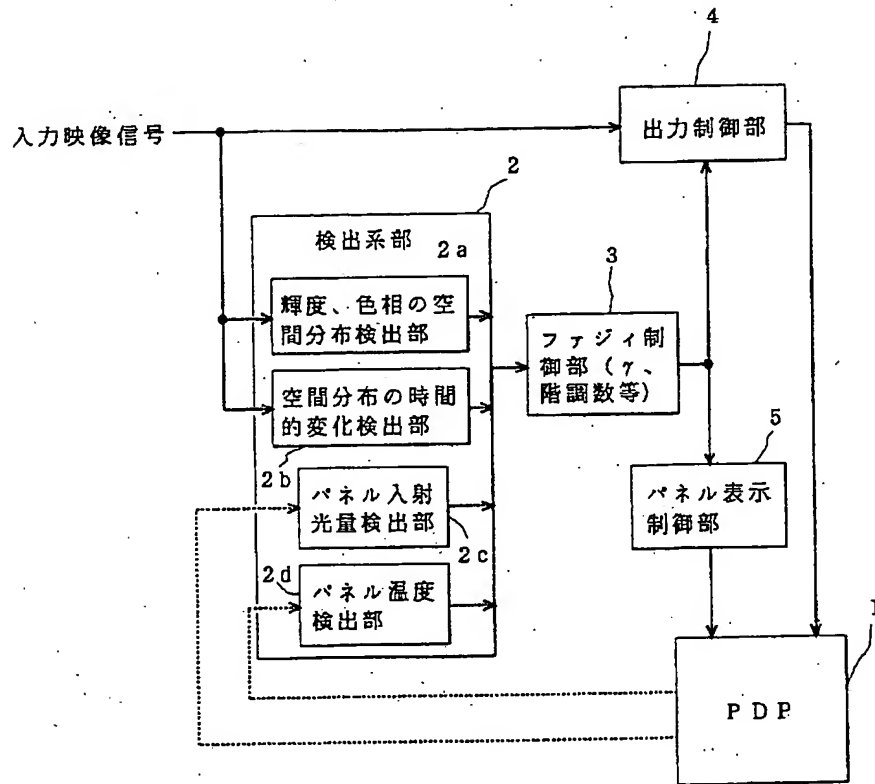 4
入力映像信号
出力制御部
2
検出系部
2a
3
輝度、色相の空
間分布検出部
ファジィ制
御部(γ、
階調数等)
空間分布の時間
的変化検出部
5
2b
パネル入射
光量検出部
パネル表示
制御部
2c
2d
パネル温度
検出部
1
PDP